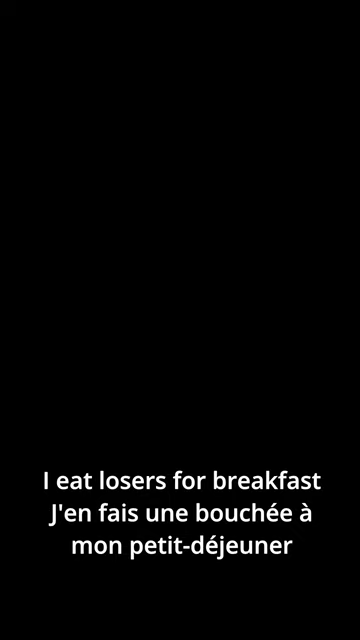 I eat losers for breakfast
J'en fais une bouchée à
mon petit-déjeuner